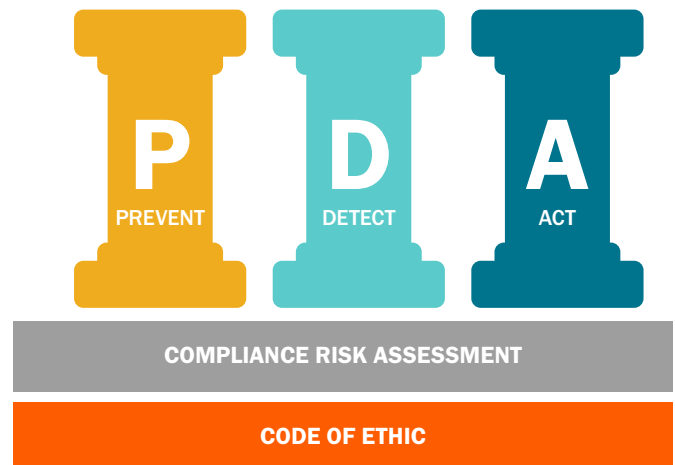 P D A
PREVENT DETECT ACT
COMPLIANCE RISK ASSESSMENT
CODE OF ETHIC